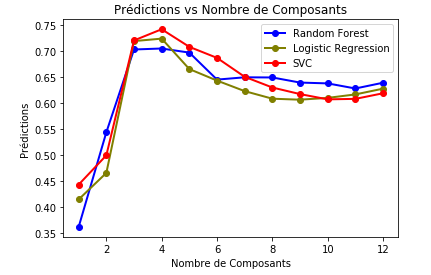 Prédictions vs Nombre de Composants
Random Forest
Logistic Regression
SVC
Prédictions
0.75
0.70
0.65
0.60
0.55
0.50
0.45
0.40
0.35
2 4 6 8 10 12
Nombre de Composants